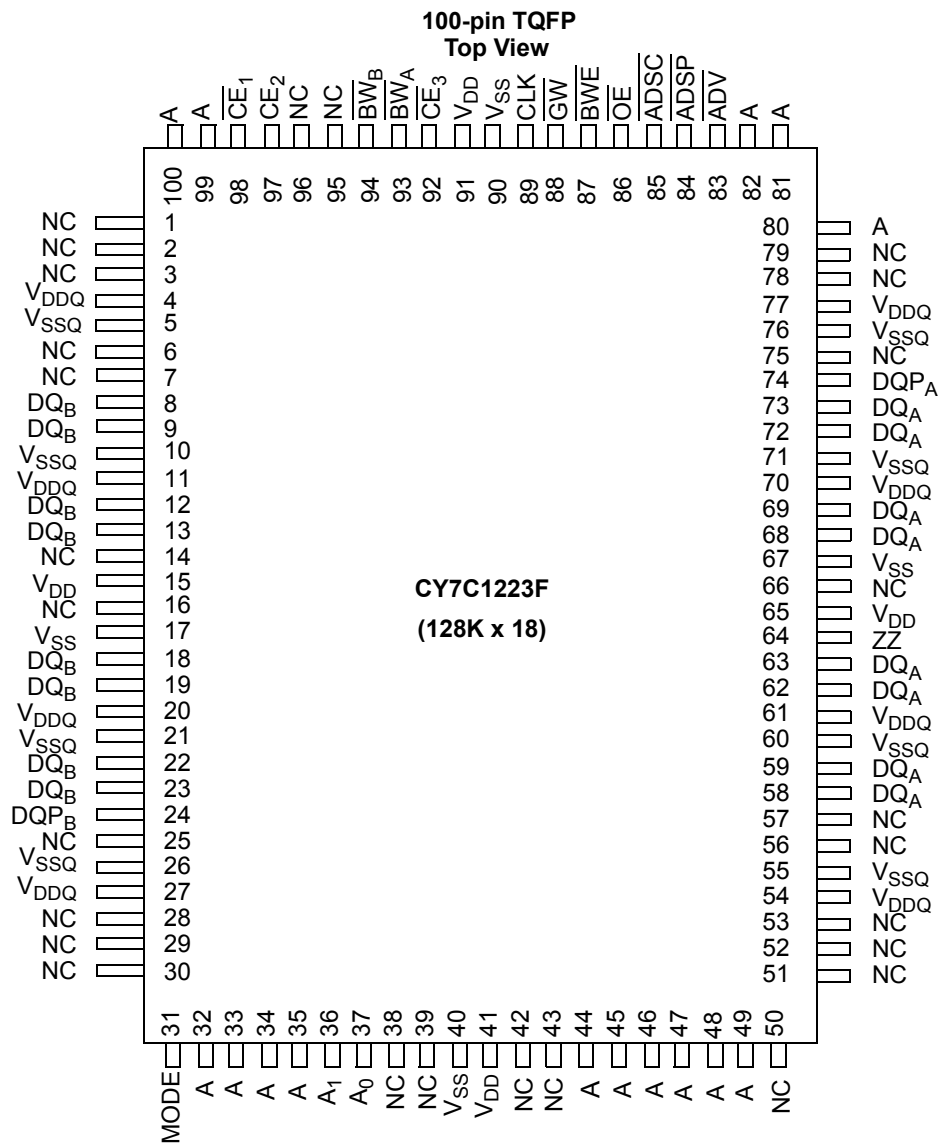 100-pin TQFP
Top View
A
A
CE1
CE2
NC
NC
BWB
BWA
CE3
VDD
VSS
CLK
GW
BWE
OE
ADSC
ADSP
ADV
A
A
100
99
98
97
96
95
94
93
92
91
90
89
88
87
86
85
84
83
82
81
NC 1
NC 2
NC 3
VDDQ 4
VSSQ 5
NC 6
NC 7
DQB 8
DQB 9
VSSQ 10
VDDQ 11
DQB 12
DQB 13
NC 14
VDD 15
NC 16
VSS 17
DQB 18
DQB 19
VDDQ 20
VSSQ 21
DQB 22
DQB 23
DQPB 24
NC 25
VSSQ 26
VDDQ 27
NC 28
NC 29
NC 30
CY7C1223F
(128K x 18)
80 A
79 NC
78 NC
77 VDDQ
76 VSSQ
75 NC
74 DQPA
73 DQA
72 DQA
71 VSSQ
70 VDDQ
69 DQA
68 DQA
67 VSS
66 NC
65 VDD
64 ZZ
63 DQA
62 DQA
61 VDDQ
60 VSSQ
59 DQA
58 DQA
57 NC
56 NC
55 VSSQ
54 VDDQ
53 NC
52 NC
51 NC
31
32
33
34
35
36
37
38
39
40
41
42
43
44
45
46
47
48
49
50
MODE
A
A
A
A
A1
A0
NC
NC
VSS
VDD
NC
NC
A
A
A
A
A
A
NC